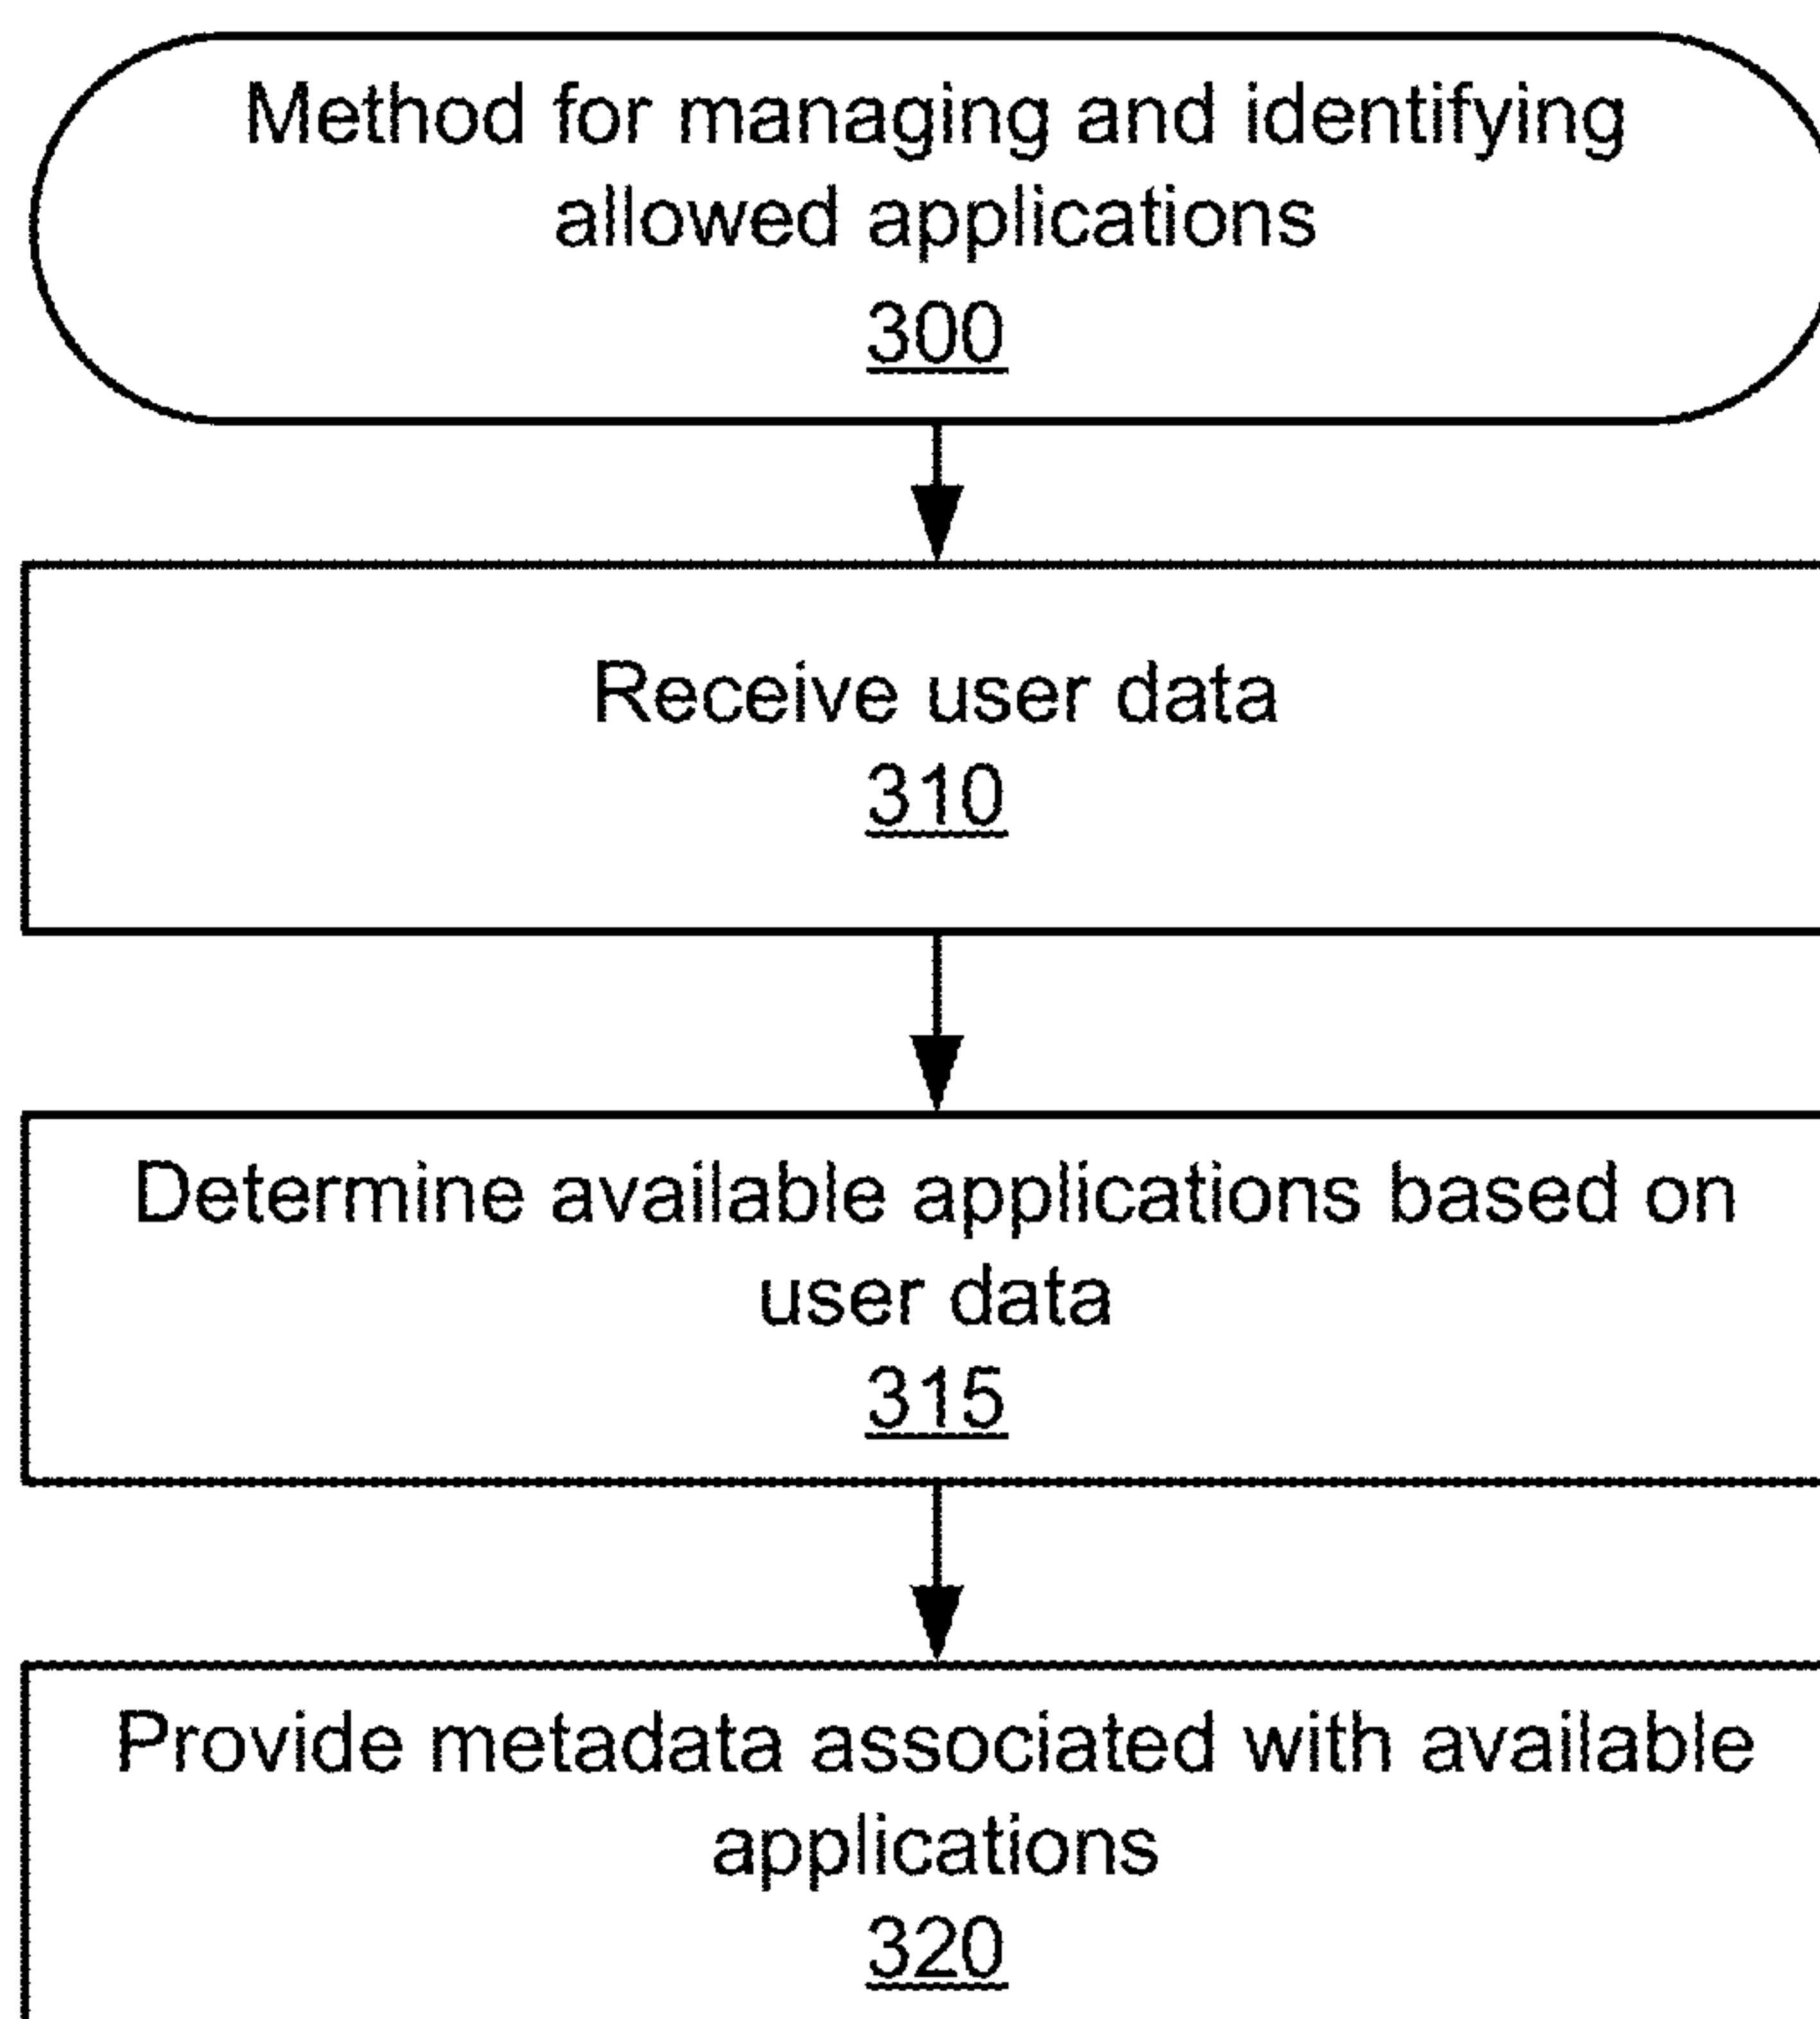 Method for managing and identifying
allowed applications
300
Receive user data
310
Determine available applications based on
user data
315
Provide metadata associated with available
applications
320